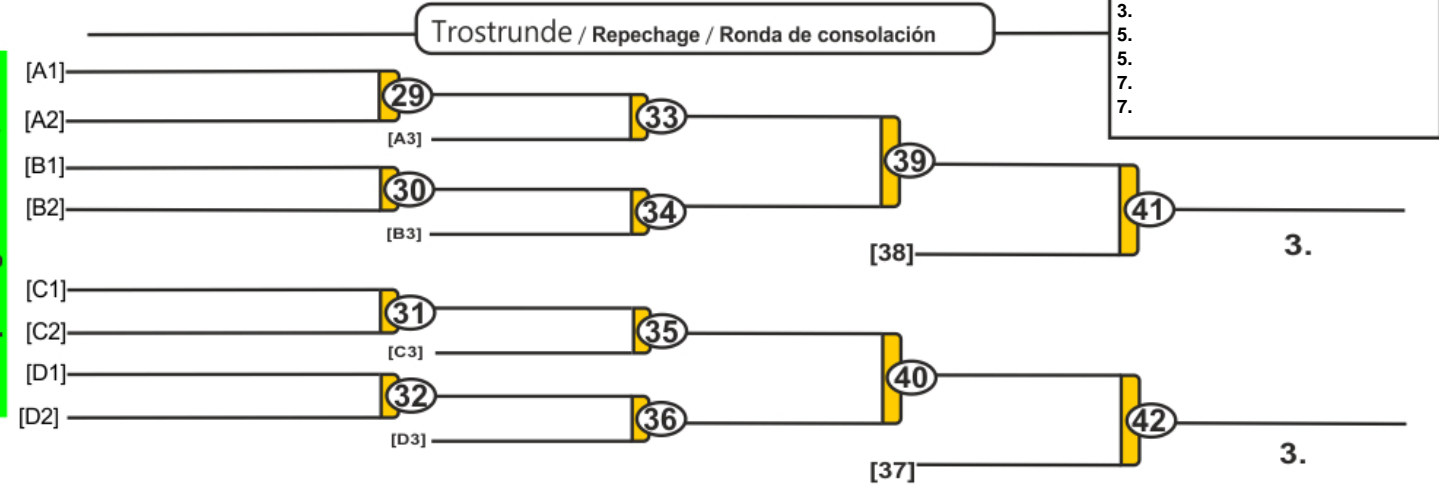 3.
Trostrunde / Repechage / Ronda de consolación
5.
5.
7.
7.
[A1]
29
33
[A2]
[A3]
39
[B1]
30
34
41
[B2]
[B3]
[38]
3.
[C1]
31
35
[C2]
[C3]
40
[D1]
32
36
42
[D2]
[D3]
[37]
3.